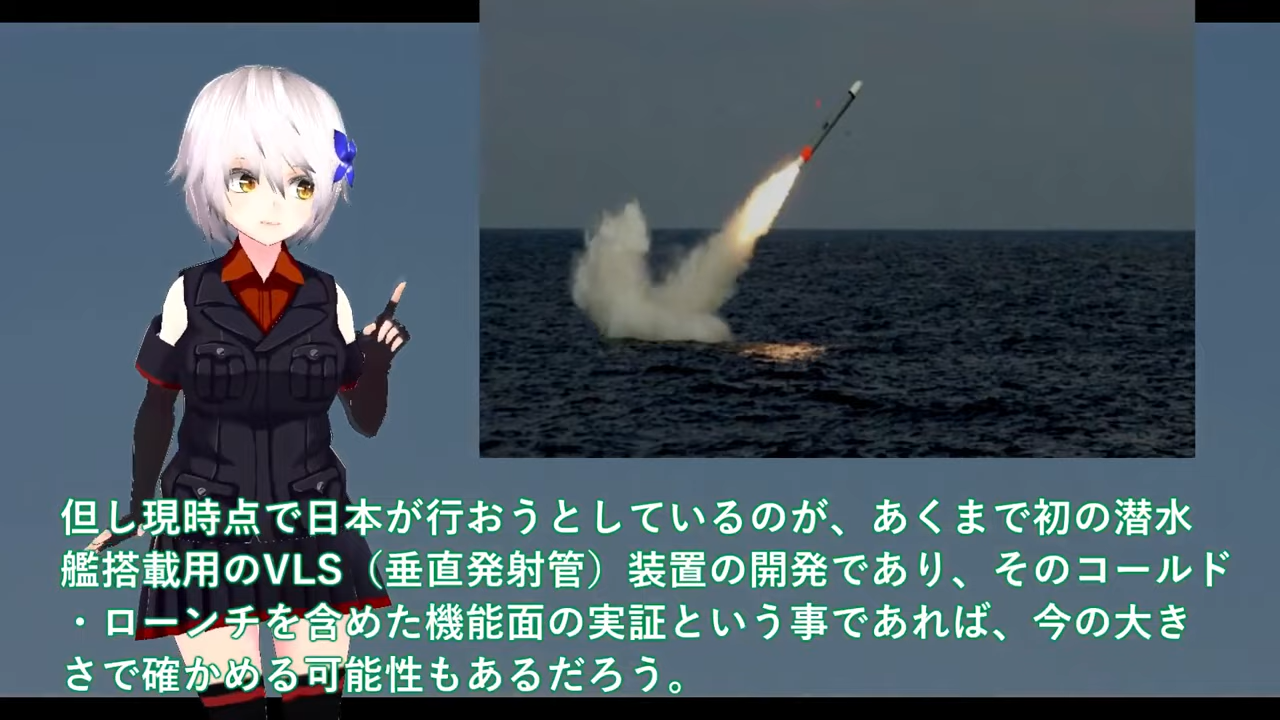 但し現時点で日本が行おうとしているのが、あくまで初の潜水
艦搭載用のVLS（垂直発射管）装置の開発であり、そのコールド
・ローンチを含めた機能面の実証という事であれば、今の大き
さで確かめる可能性もあるだろう。